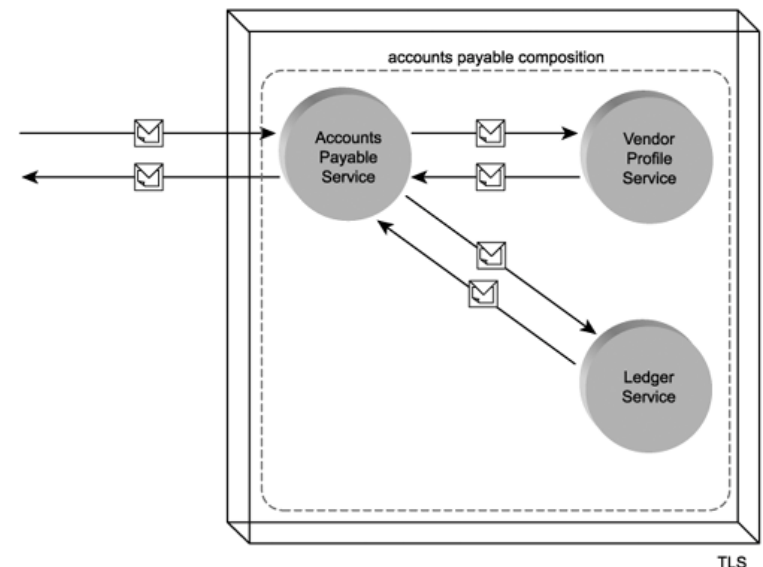 accounts payable composition
Accounts
Payable
Service
Vendor
Profile
Service
Ledger
Service
TLS